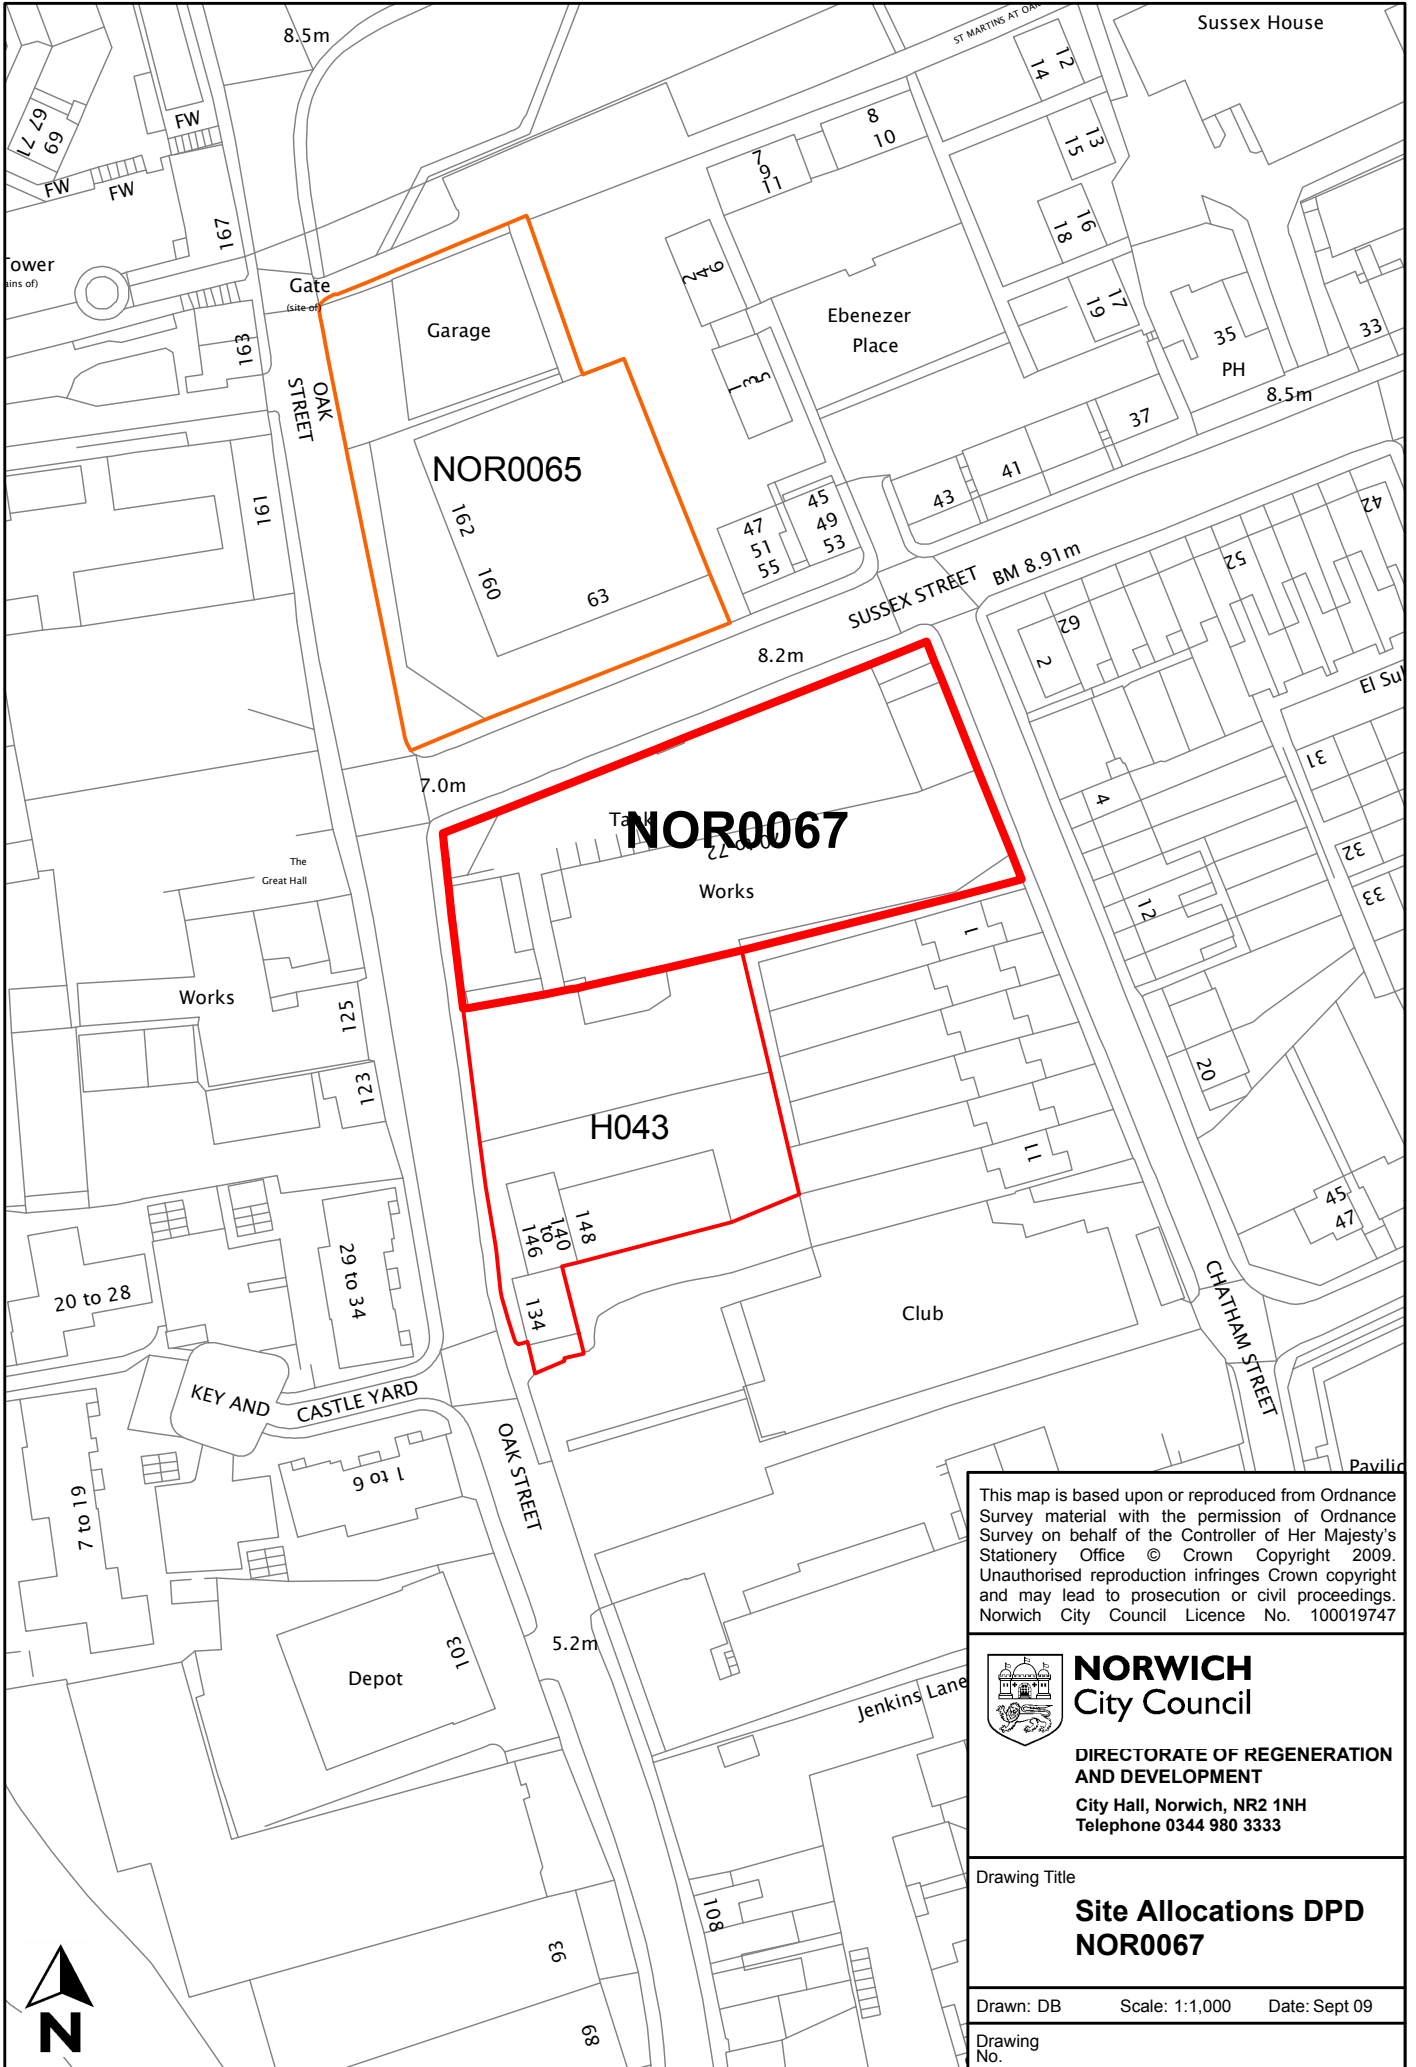 8.5m
ST MARTINS AT
Sussex House
12
14
13
15
16
18
17
19
8
10
7
9
11
67
69
71
FW
FW
FW
167
ower
ains of)
Gate
(site of)
163
OAK
STREET
Garage
2
4
6
1
3
5
Ebenezer
Place
35
PH
33
8.5m
37
41
43
NOR0065
162
160
63
161
45
49
53
47
51
55
42
52
62
2
SUSSEX STREET
BM 8.91m
8.2m
El Su
31
32
33
7.0m
Tank
NOR0067
70 to 72
Works
4
12
20
The
Great Hall
Works
125
123
1
11
H043
148
140
to
146
134
45
47
29 to 34
20 to 28
Club
CHATHAM STREET
KEY AND
CASTLE YARD
OAK STREET
1 to 6
7 to 19
Pavilio
103
Depot
5.2m
Jenkins Lane
108
93
89
N
This map is based upon or reproduced from Ordnance
Survey material with the permission of Ordnance
Survey on behalf of the Controller of Her Majesty's
Stationery Office © Crown Copyright 2009.
Unauthorised reproduction infringes Crown copyright
and may lead to prosecution or civil proceedings.
Norwich City Council Licence No. 100019747
NORWICH
City Council
DIRECTORATE OF REGENERATION
AND DEVELOPMENT
City Hall, Norwich, NR2 1NH
Telephone 0344 980 3333
Drawing Title
Site Allocations DPD
NOR0067
Drawn: DB Scale: 1:1,000 Date: Sept 09
Drawing
No.